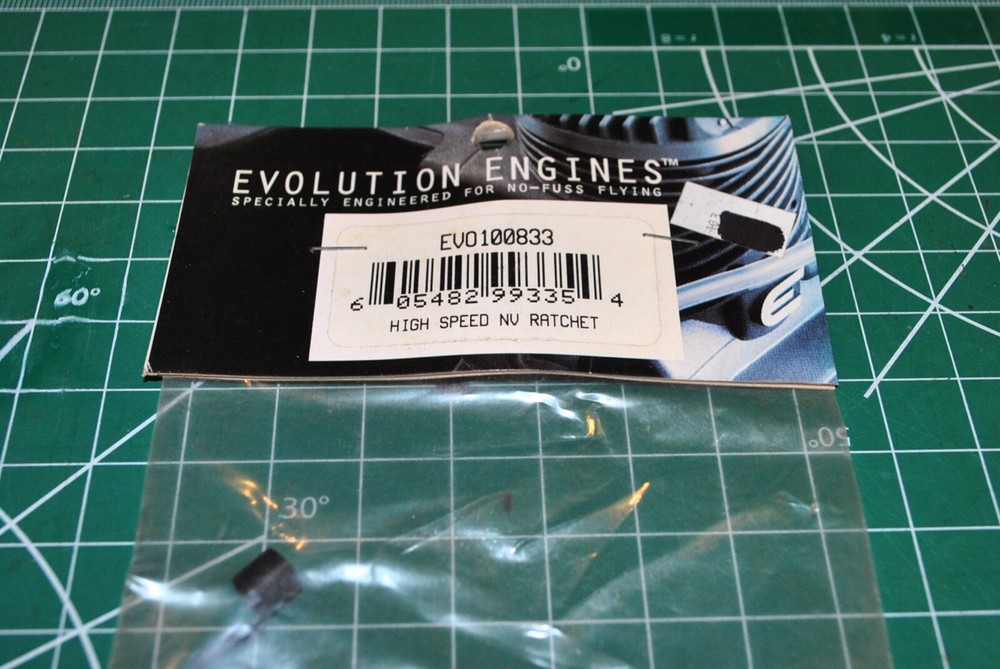 0°
EVOLUTION ENGINES™
SPECIALLY ENGINEERED FOR NO-FUSS FLYING
EVO100833
6 05482 99335 4
HIGH SPEED NV RATCHET
60°
30°